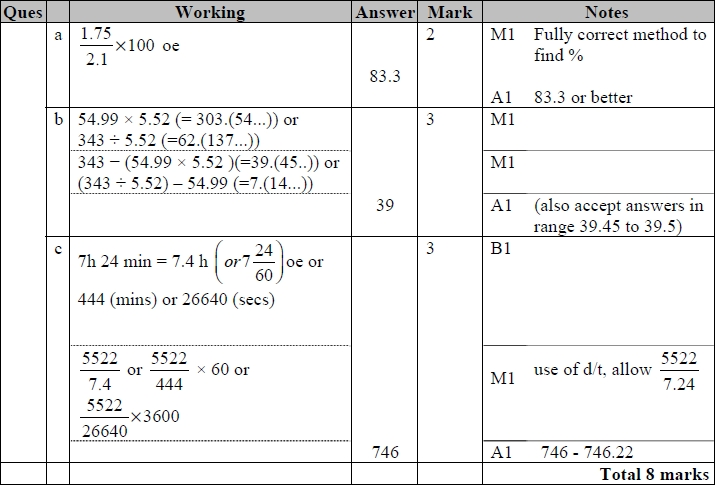 Ques Working Answer Mark Notes
a 1.75/2.1 ×100 oe 83.3 2 M1 Fully correct method to find %
A1 83.3 or better
b 54.99 × 5.52 (= 303.(54...)) or 3 M1
343 ÷ 5.52 (=62.(137...))
343 − (54.99 × 5.52 )(=39.(45..)) or M1
(343 ÷ 5.52) – 54.99 (=7.(14...))
39 A1 (also accept answers in range 39.45 to 39.5)
c 7h 24 min = 7.4 h (or 7 24/60) oe or 3 B1
444 (mins) or 26640 (secs)
5522/7.4 or 5522/444 × 60 or M1 use of d/t, allow 5522/7.24
5522/26640 ×3600
746 A1 746 - 746.22
Total 8 marks